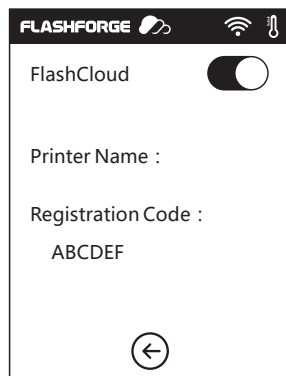 FLASHFORGE
FlashCloud
Printer Name :
Registration Code :
ABCDEF